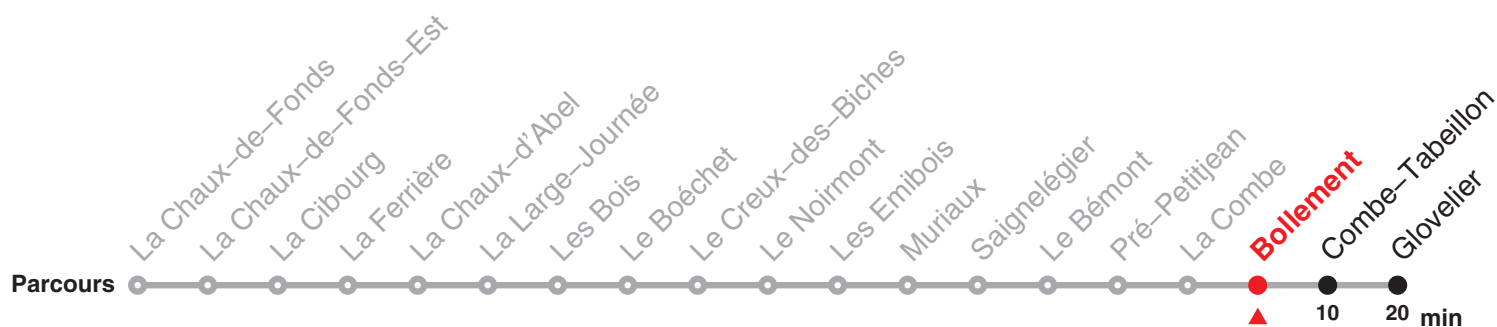 La Chaux–de–Fonds
La Chaux–de–Fonds–Est
La Cibourg
La Ferrière
La Chaux–d'Abel
La Large–Journée
Les Bois
Le Boéchet
Le Creux–des–Biches
Le Noirmont
Les Emibois
Muriaux
Saignelégier
Le Bémont
Pré–Petitjean
La Combe
Bollement
Combe–Tabeillon
Glovelier
Parcours
10 20 min